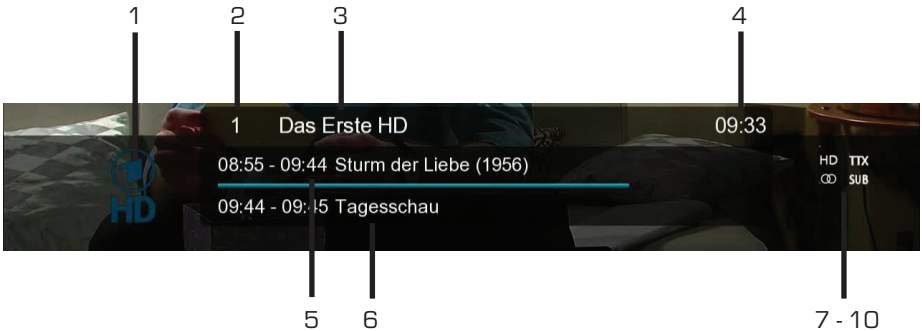 1 2 3 4
1 Das Erste HD 09:33
08:55 - 09:44 Sturm der Liebe (1956)
HD TTX
SUB
09:44 - 09:45 Tagesschau
1
HD
5 6 7 - 10